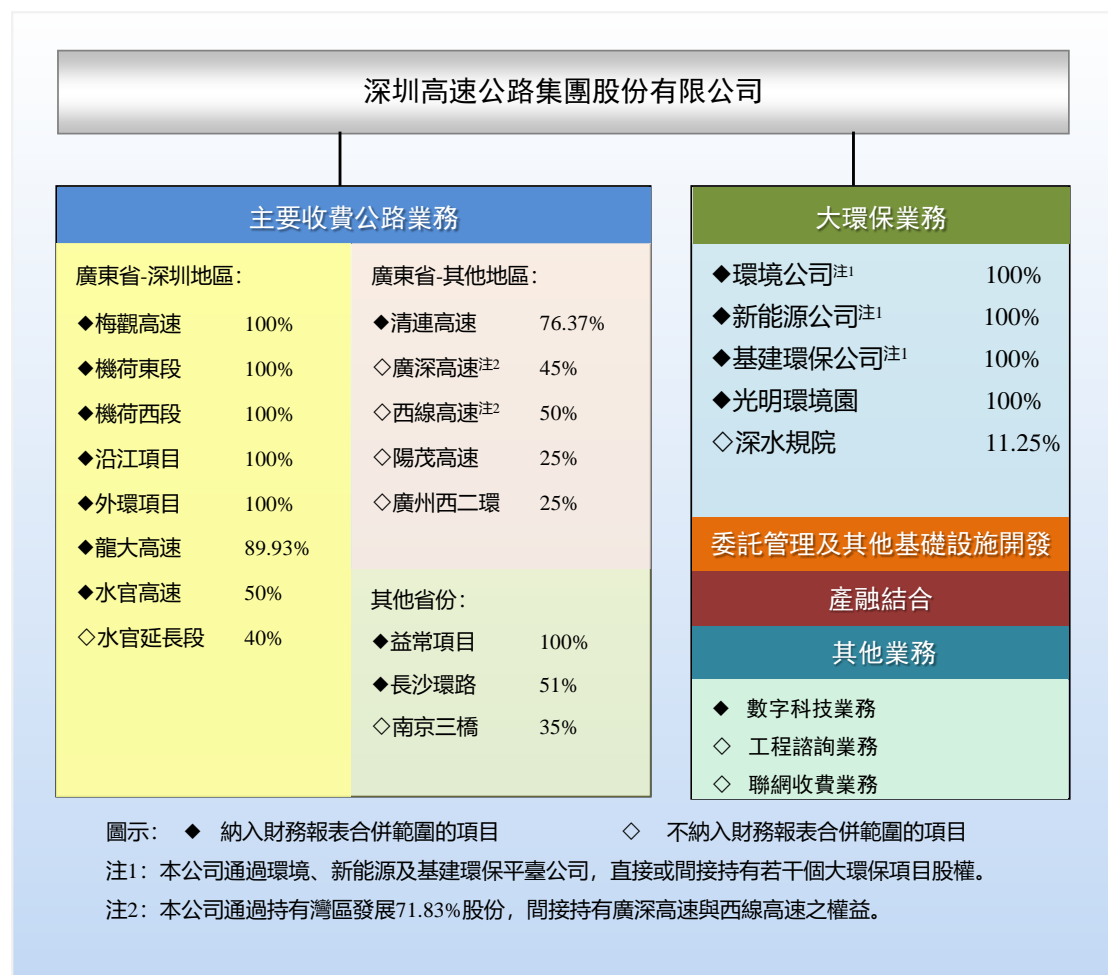 深圳高速公路集團股份有限公司
主要收費公路業務
廣東省-深圳地區：
◆梅觀高速 100%
◆機荷東段 100%
◆機荷西段 100%
◆沿江項目 100%
◆外環項目 100%
◆龍大高速 89.93%
◆水官高速 50%
◇水官延長段 40%
廣東省-其他地區：
◆清連高速 76.37%
◇廣深高速注2 45%
◇西線高速注2 50%
◇陽茂高速 25%
◇廣州西二環 25%
其他省份：
◆益常項目 100%
◆長沙環路 51%
◇南京三橋 35%
大環保業務
◆環境公司注1 100%
◆新能源公司注1 100%
◆基建環保公司注1 100%
◆光明環境園 100%
◇深水規院 11.25%
委託管理及其他基礎設施開發
產融結合
其他業務
◆ 數字科技業務
◇ 工程諮詢業務
◇ 聯網收費業務
圖示： ◆ 納入財務報表合併範圍的項目 ◇ 不納入財務報表合併範圍的項目
注1：本公司通過環境、新能源及基建環保平臺公司，直接或間接持有若干個大環保項目股權。
注2：本公司通過持有灣區發展71.83%股份，間接持有廣深高速與西線高速之權益。